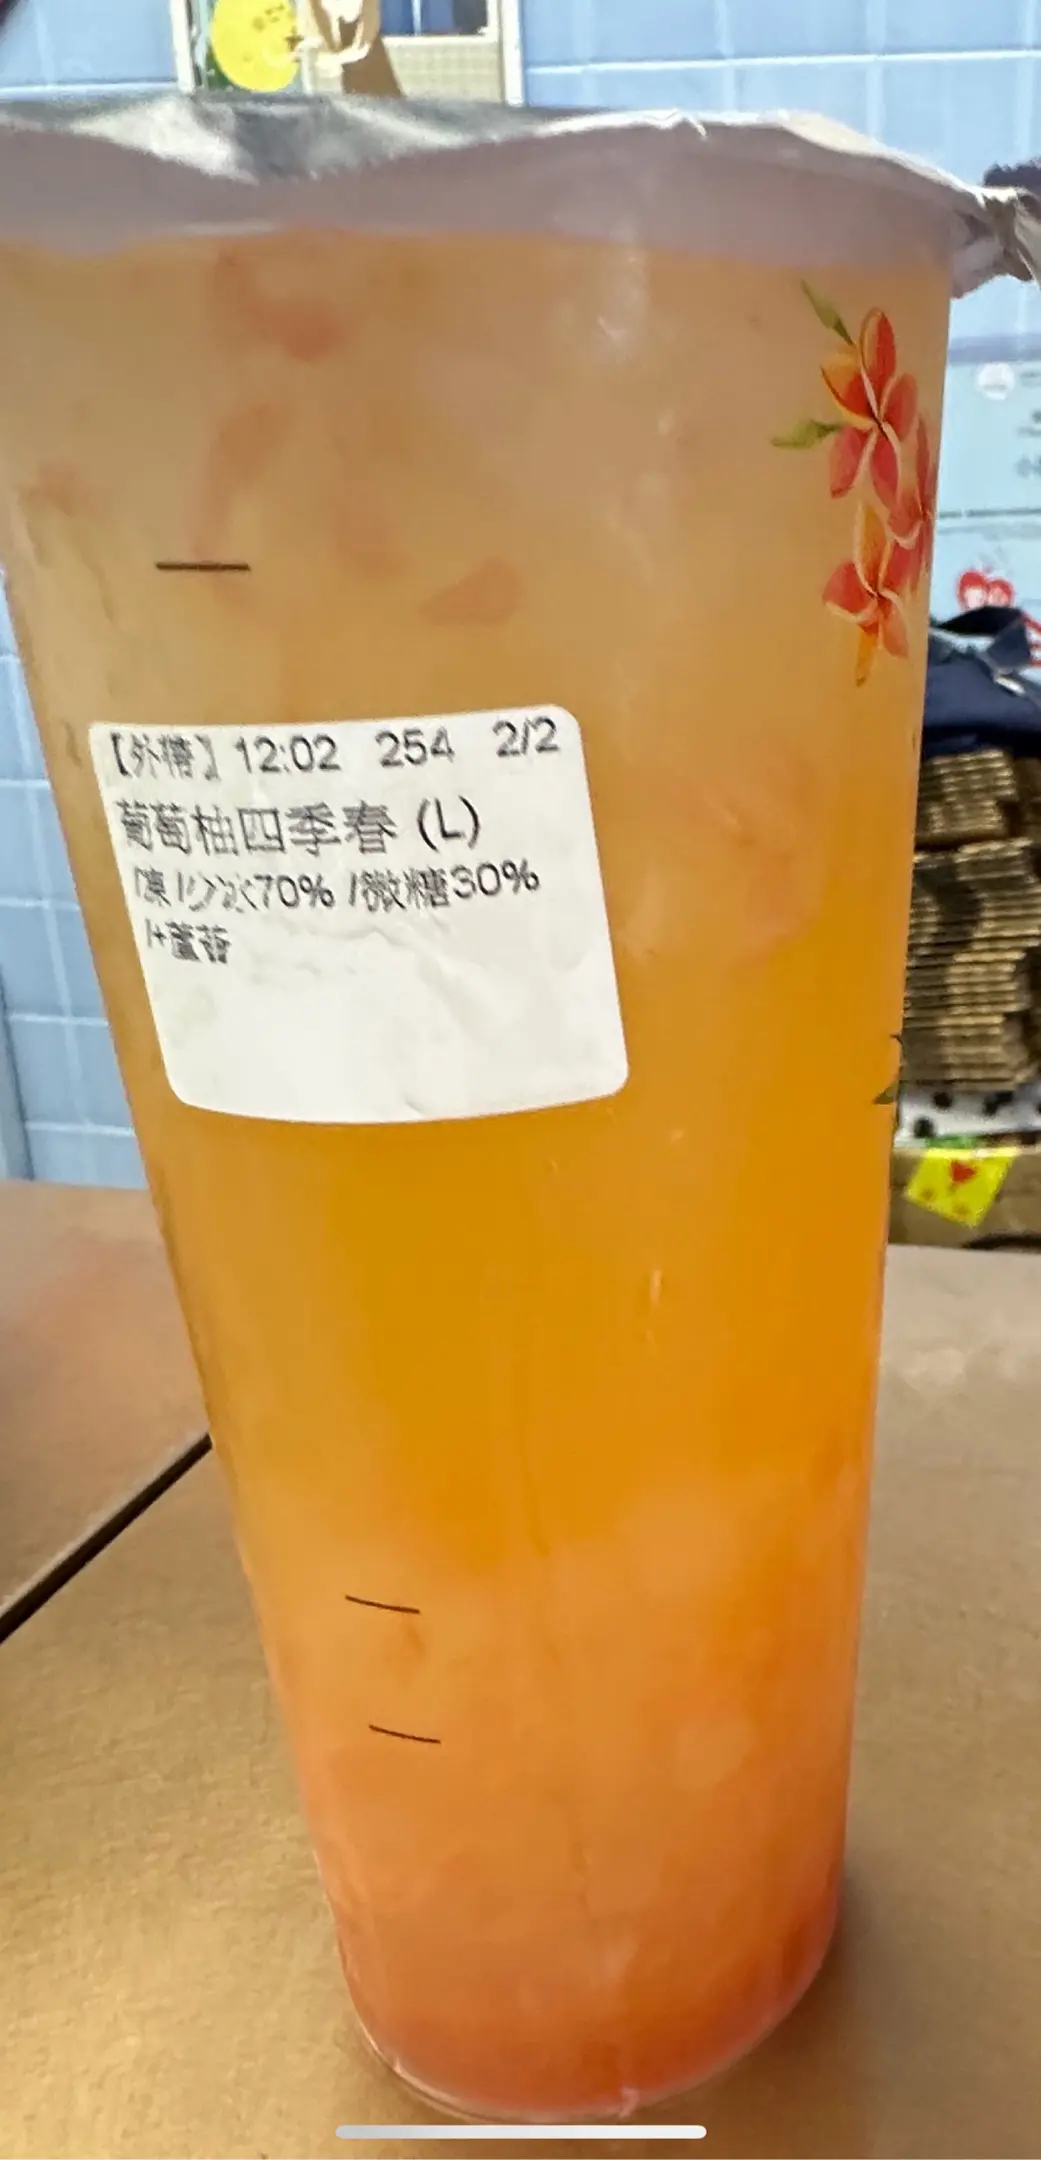 【外帶】 12:02 254 2/2
葡萄柚四季春 (L)
/凍 /少冰70% /微糖30%
/+蘆薈